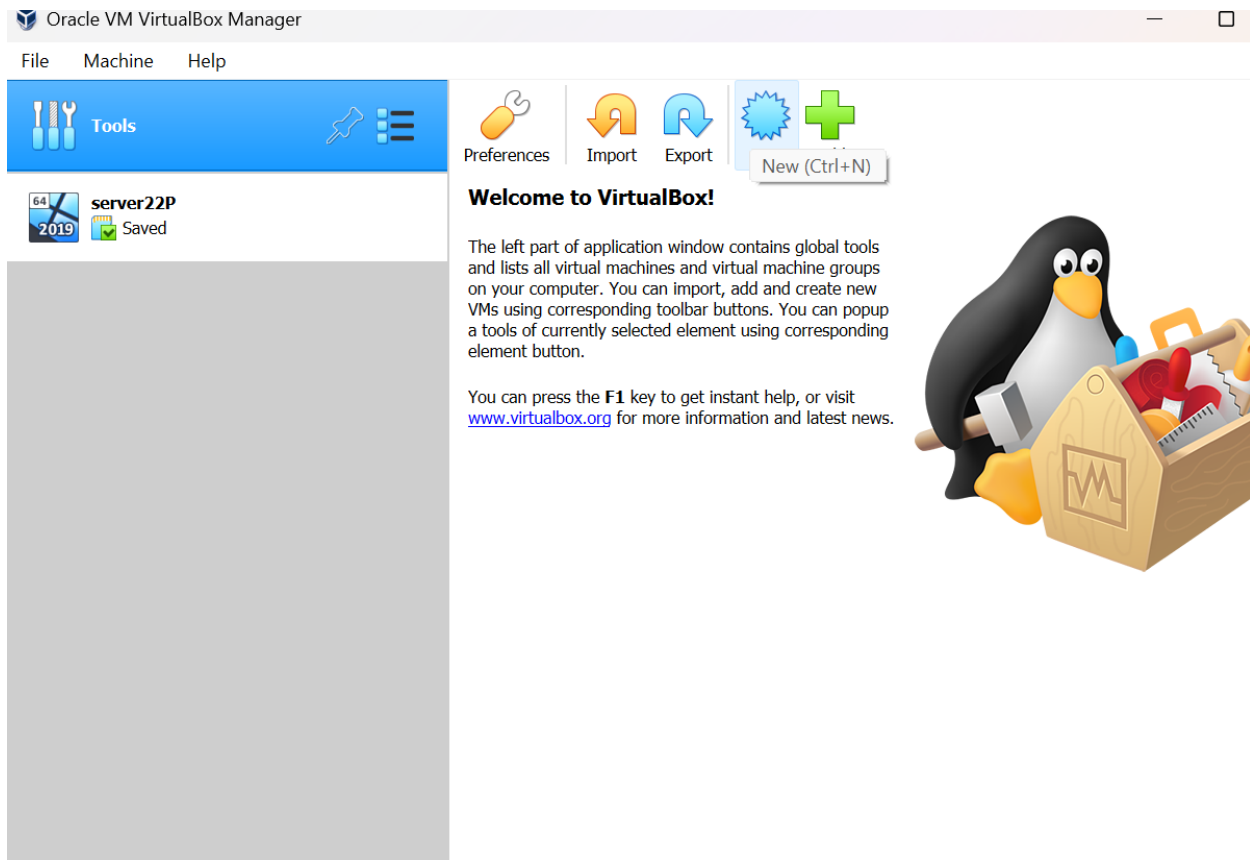 Oracle VM VirtualBox Manager
File Machine Help
Tools
Preferences
Import
Export
New (Ctrl+N)
64
2019
server22P
Saved
Welcome to VirtualBox!
The left part of application window contains global tools
and lists all virtual machines and virtual machine groups
on your computer. You can import, add and create new
VMs using corresponding toolbar buttons. You can popup
a tools of currently selected element using corresponding
element button.
You can press the F1 key to get instant help, or visit
www.virtualbox.org for more information and latest news.